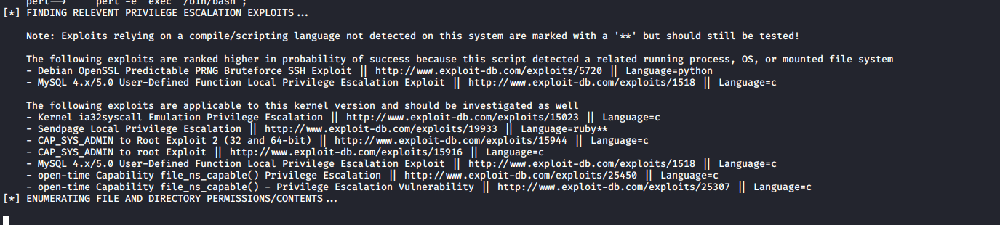 perl-->    perl -e 'exec "/bin/bash";'
[*] FINDING RELEVENT PRIVILEGE ESCALATION EXPLOITS...
Note: Exploits relying on a compile/scripting language not detected on this system are marked with a '**' but should still be tested!
The following exploits are ranked higher in probability of success because this script detected a related running process, OS, or mounted file system
- Debian OpenSSL Predictable PRNG Bruteforce SSH Exploit || http://www.exploit-db.com/exploits/5720 || Language=python
- MySQL 4.x/5.0 User-Defined Function Local Privilege Escalation Exploit || http://www.exploit-db.com/exploits/1518 || Language=c
The following exploits are applicable to this kernel version and should be investigated as well
- Kernel ia32syscall Emulation Privilege Escalation || http://www.exploit-db.com/exploits/15023 || Language=c
- Sendpage Local Privilege Escalation || http://www.exploit-db.com/exploits/19933 || Language=ruby**
- CAP_SYS_ADMIN to Root Exploit 2 (32 and 64-bit) || http://www.exploit-db.com/exploits/15944 || Language=c
- CAP_SYS_ADMIN to root Exploit || http://www.exploit-db.com/exploits/15916 || Language=c
- MySQL 4.x/5.0 User-Defined Function Local Privilege Escalation Exploit || http://www.exploit-db.com/exploits/1518 || Language=c
- open-time Capability file_ns_capable() Privilege Escalation || http://www.exploit-db.com/exploits/25450 || Language=c
- open-time Capability file_ns_capable() - Privilege Escalation Vulnerability || http://www.exploit-db.com/exploits/25307 || Language=c
[*] ENUMERATING FILE AND DIRECTORY PERMISSIONS/CONTENTS...